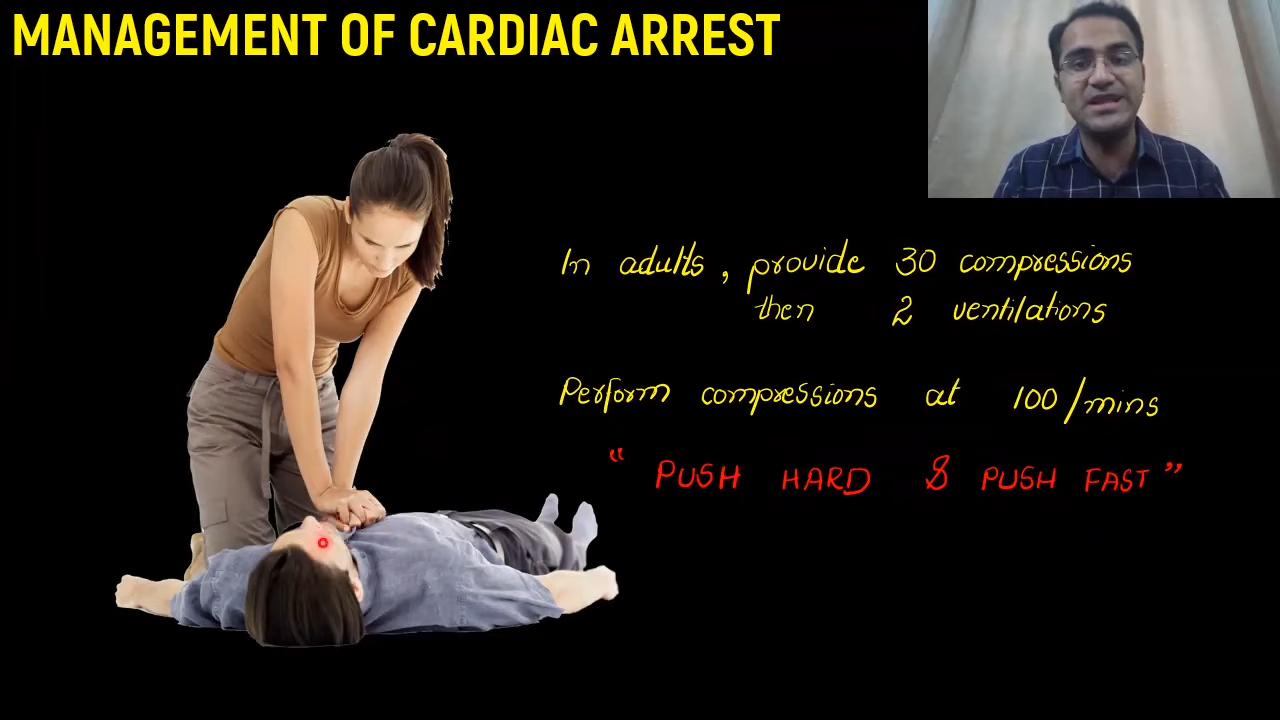 MANAGEMENT OF CARDIAC ARREST
In adults, provide 30 compressions
then 2 ventilations
Perform compressions at 100/mins
"PUSH HARD & PUSH FAST"